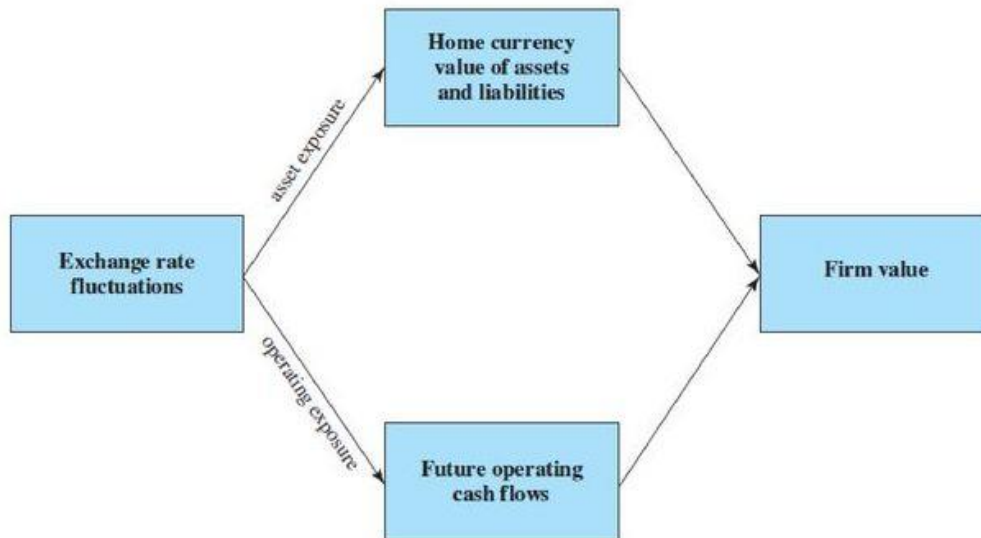 Home currency
value of assets
and liabilities
asset exposure
Exchange rate
fluctuations
Firm value
operating exposure
Future operating
cash flows